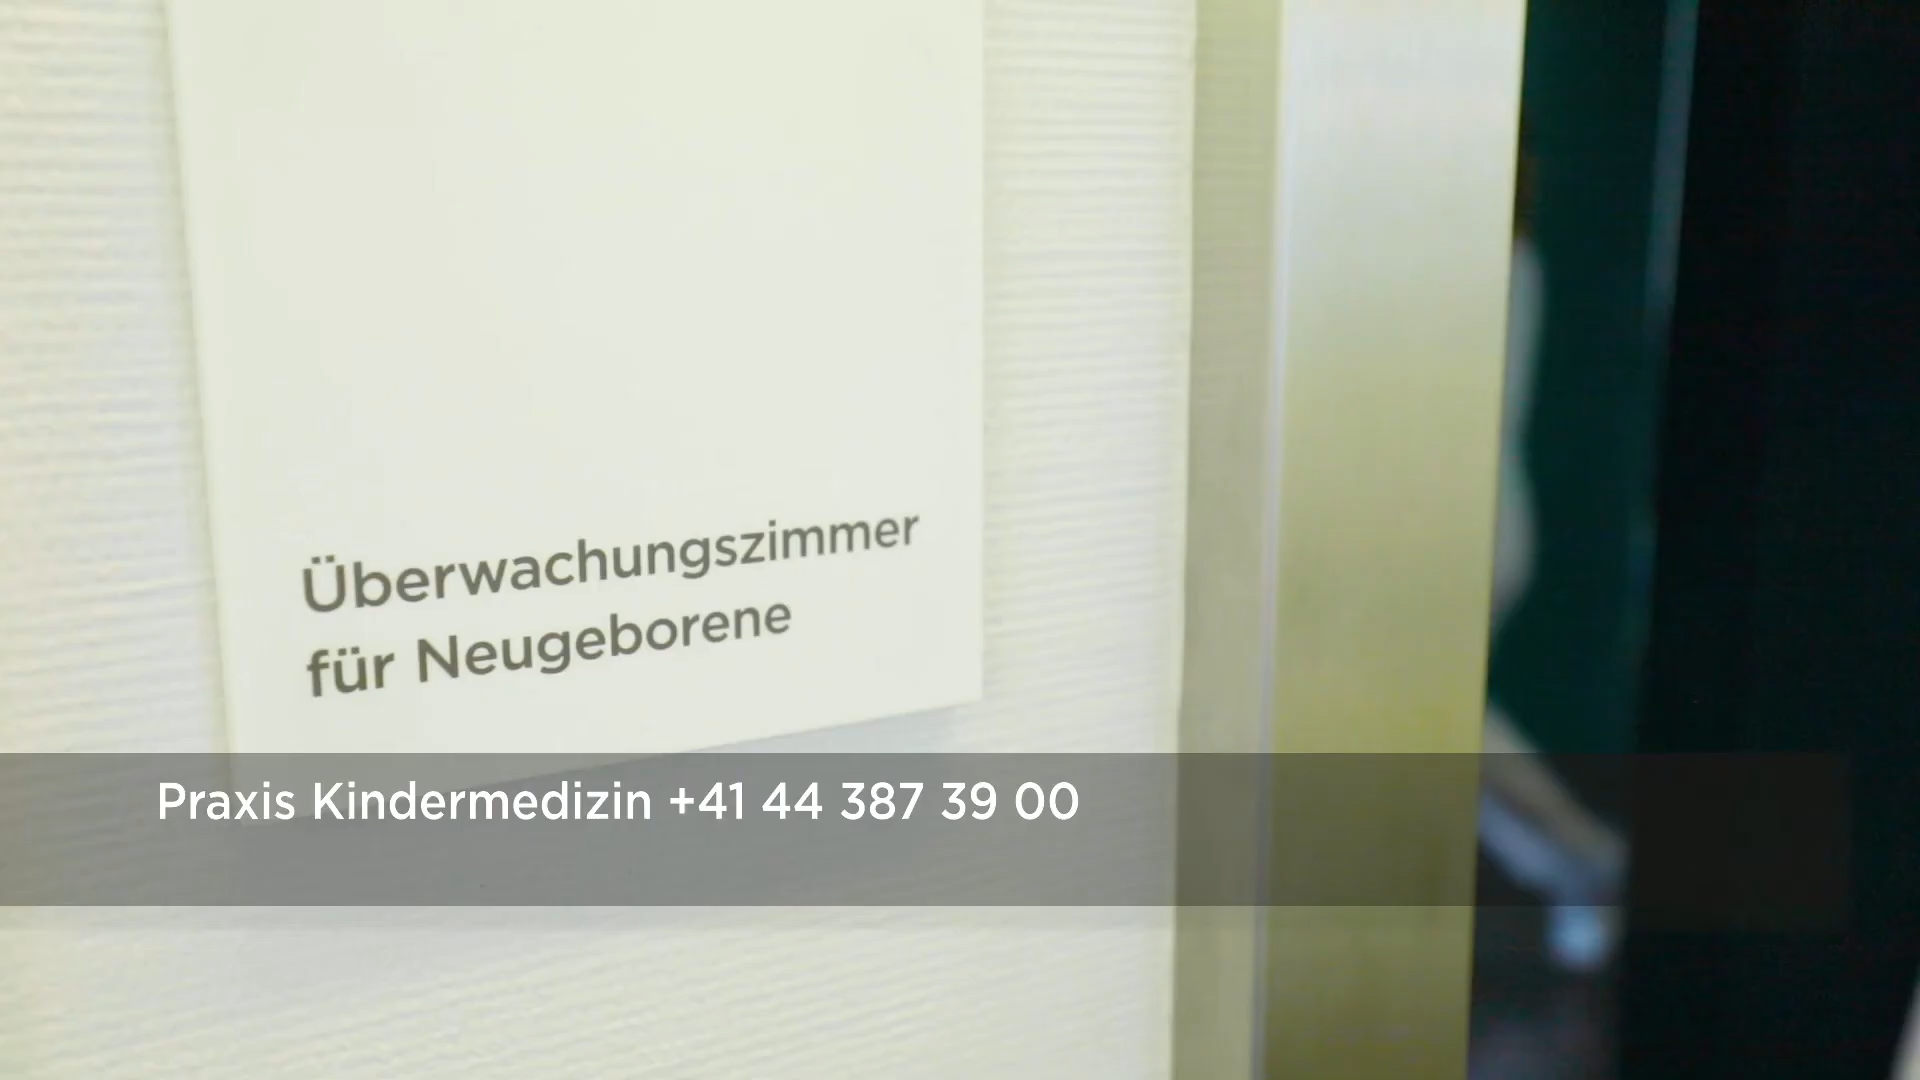 Überwachungszimmer
für Neugeborene
Praxis Kindermedizin +41 44 387 39 00